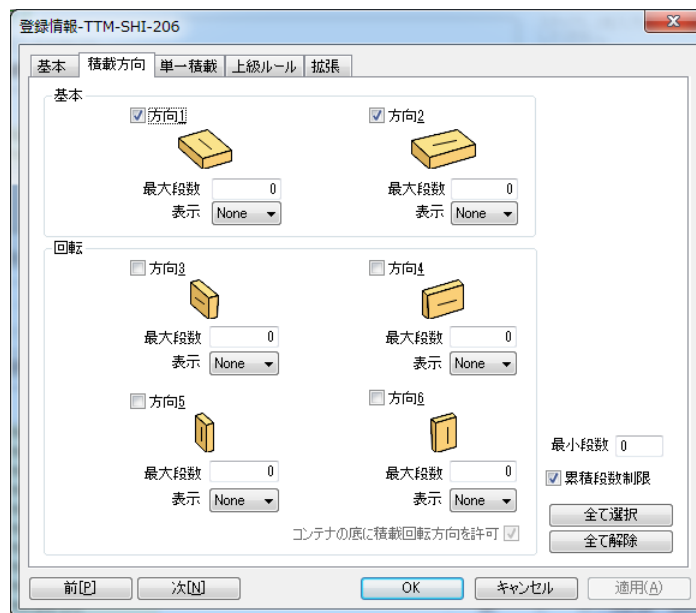 登録情報-TTM-SHI-206
基本 積載方向 単一積載 上級ルール 拡張
基本
方向1 方向2
最大段数 0 最大段数 0
表示 None 表示 None
回転
方向3 方向4
最大段数 0 最大段数 0
表示 None 表示 None
方向5 方向6
最大段数 0 最大段数 0
表示 None 表示 None
コンテナの底に積載回転方向を許可
最小段数 0
累積段数制限
全て選択
全て解除
前[P] 次[N] OK キャンセル 適用(A)